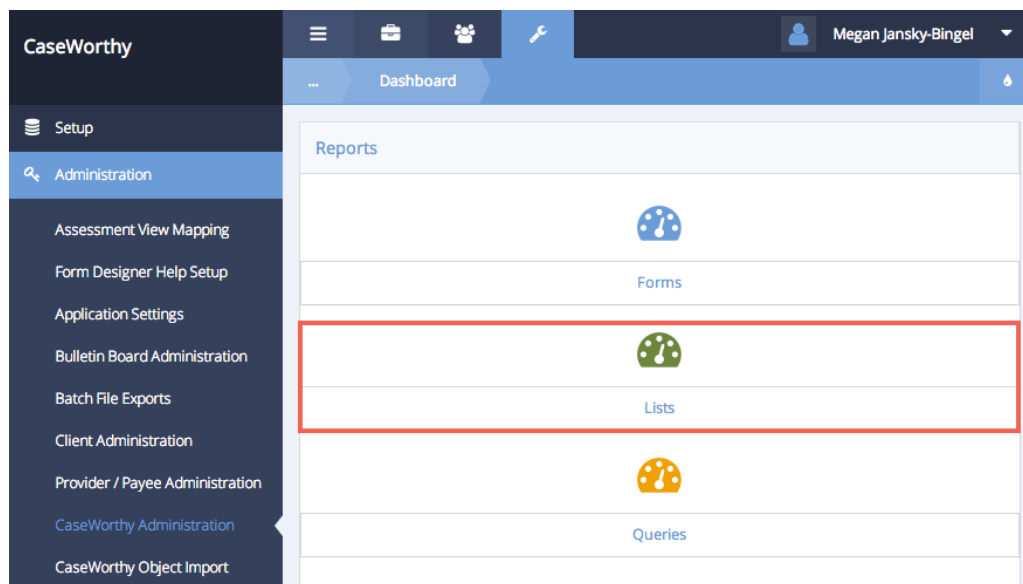 CaseWorthy
Megan Jansky-Bingel
... Dashboard
Setup
Administration
Assessment View Mapping
Form Designer Help Setup
Application Settings
Bulletin Board Administration
Batch File Exports
Client Administration
Provider / Payee Administration
CaseWorthy Administration
CaseWorthy Object Import
Reports
Forms
Lists
Queries